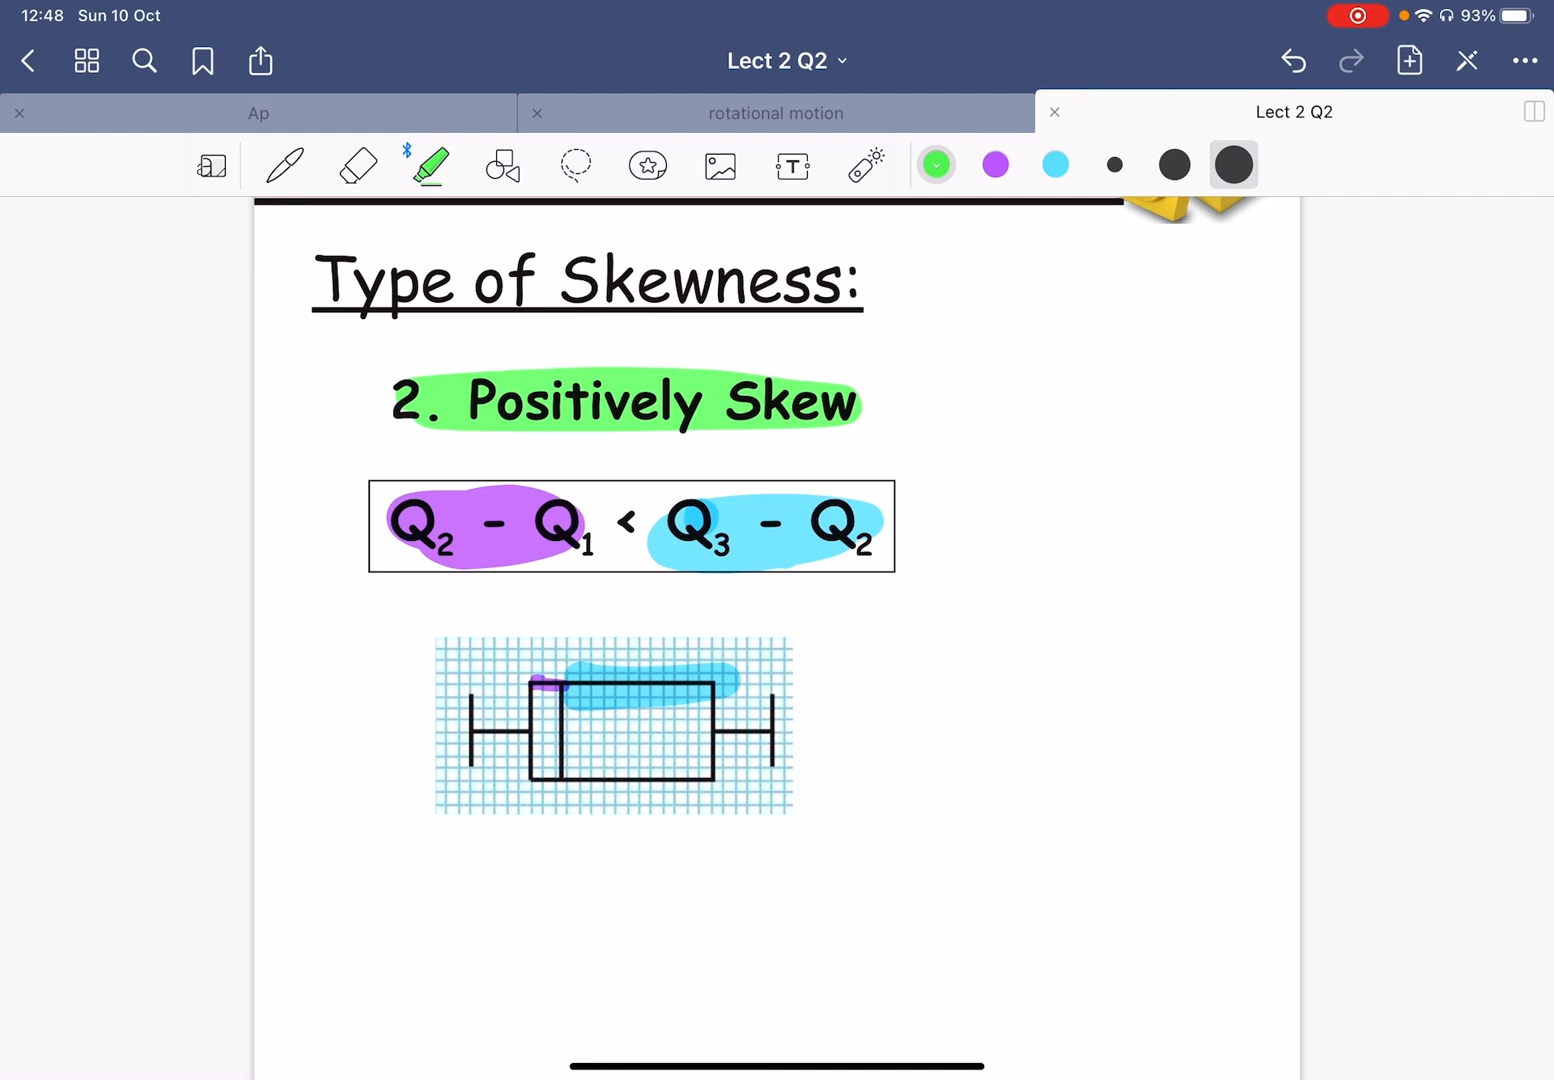 12:48 Sun 10 Oct
93%
Lect 2 Q2
Ap
rotational motion
Lect 2 Q2
Type of Skewness:
2. Positively Skew
Q₂ - Q₁ < Q₃ - Q₂